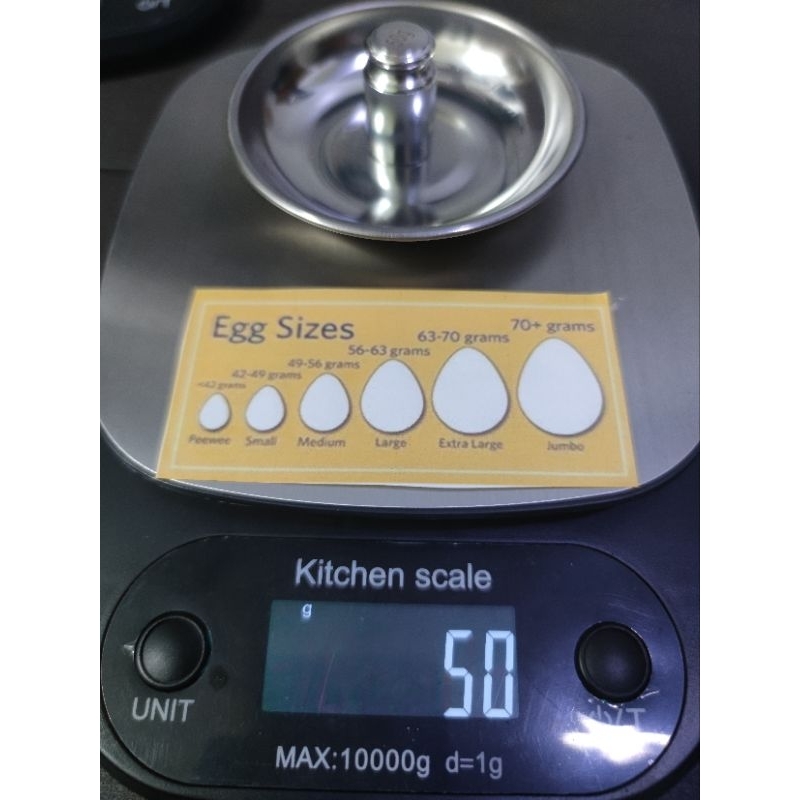 Egg Sizes
<42 grams
42-49 grams
49-56 grams
56-63 grams
63-70 grams
70+ grams
Peewee
Small
Medium
Large
Extra Large
Jumbo
Kitchen scale
g
50
UNIT
MAX:10000g d=1g